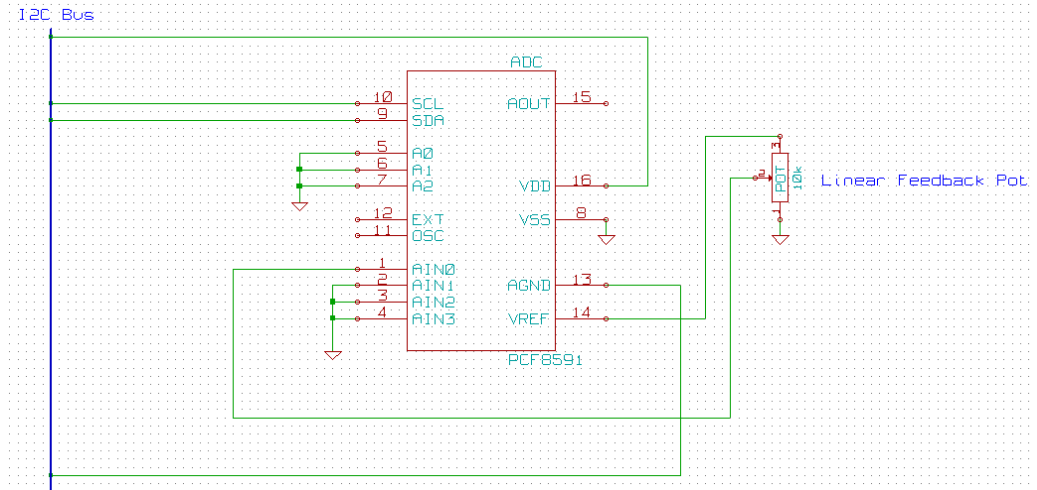 I2C Bus
ADC
10 SCL AOUT 15
9 SDA
5 A0
6 A1
7 A2 VDD 16
12 EXT VSS 8
11 OSC
1 AIN0
2 AIN1 AGND 13
3 AIN2
4 AIN3 VREF 14
PCF8591
3
2 POT 10k Linear Feedback Pot
1